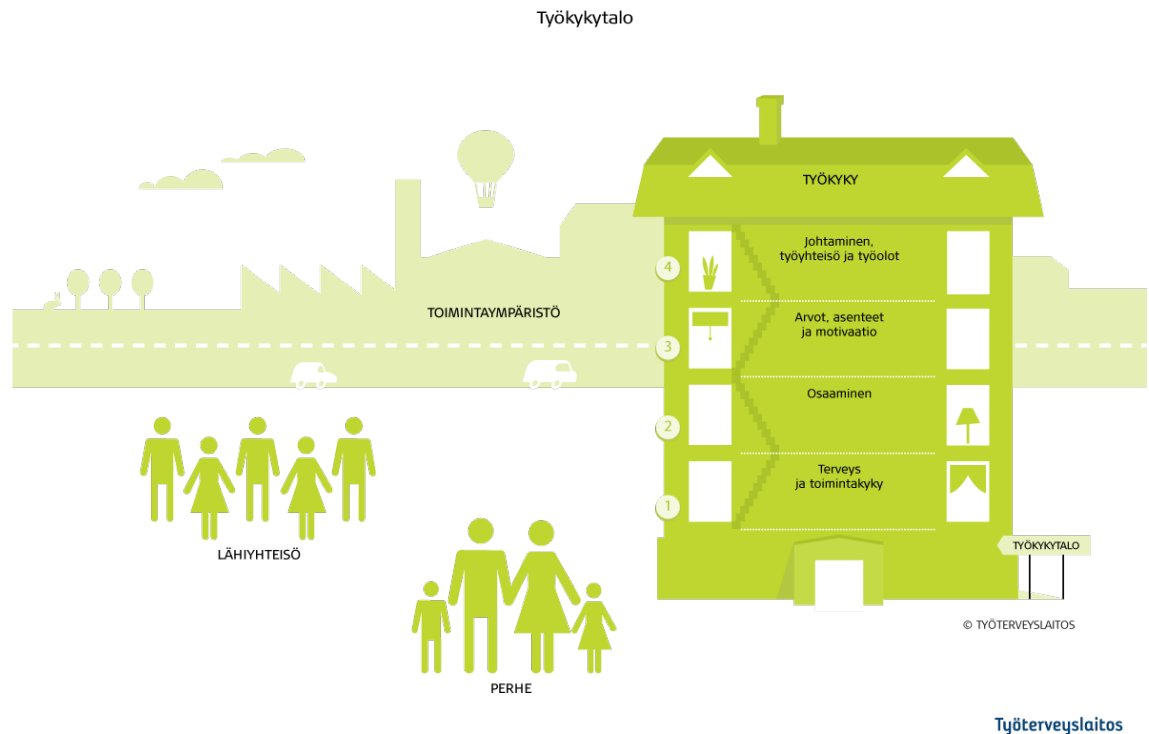 Työkykytalo
TYÖKYKY
4
Johtaminen,
työyhteisö ja työolot
TOIMINTAYMPÄRISTÖ
3
Arvot, asenteet
ja motivaatio
2
Osaaminen
1
Terveys
ja toimintakyky
LÄHIYHTEISÖ
PERHE
TYÖKYKYTALO
© TYÖTERVEYSLAITOS
Työterveyslaitos